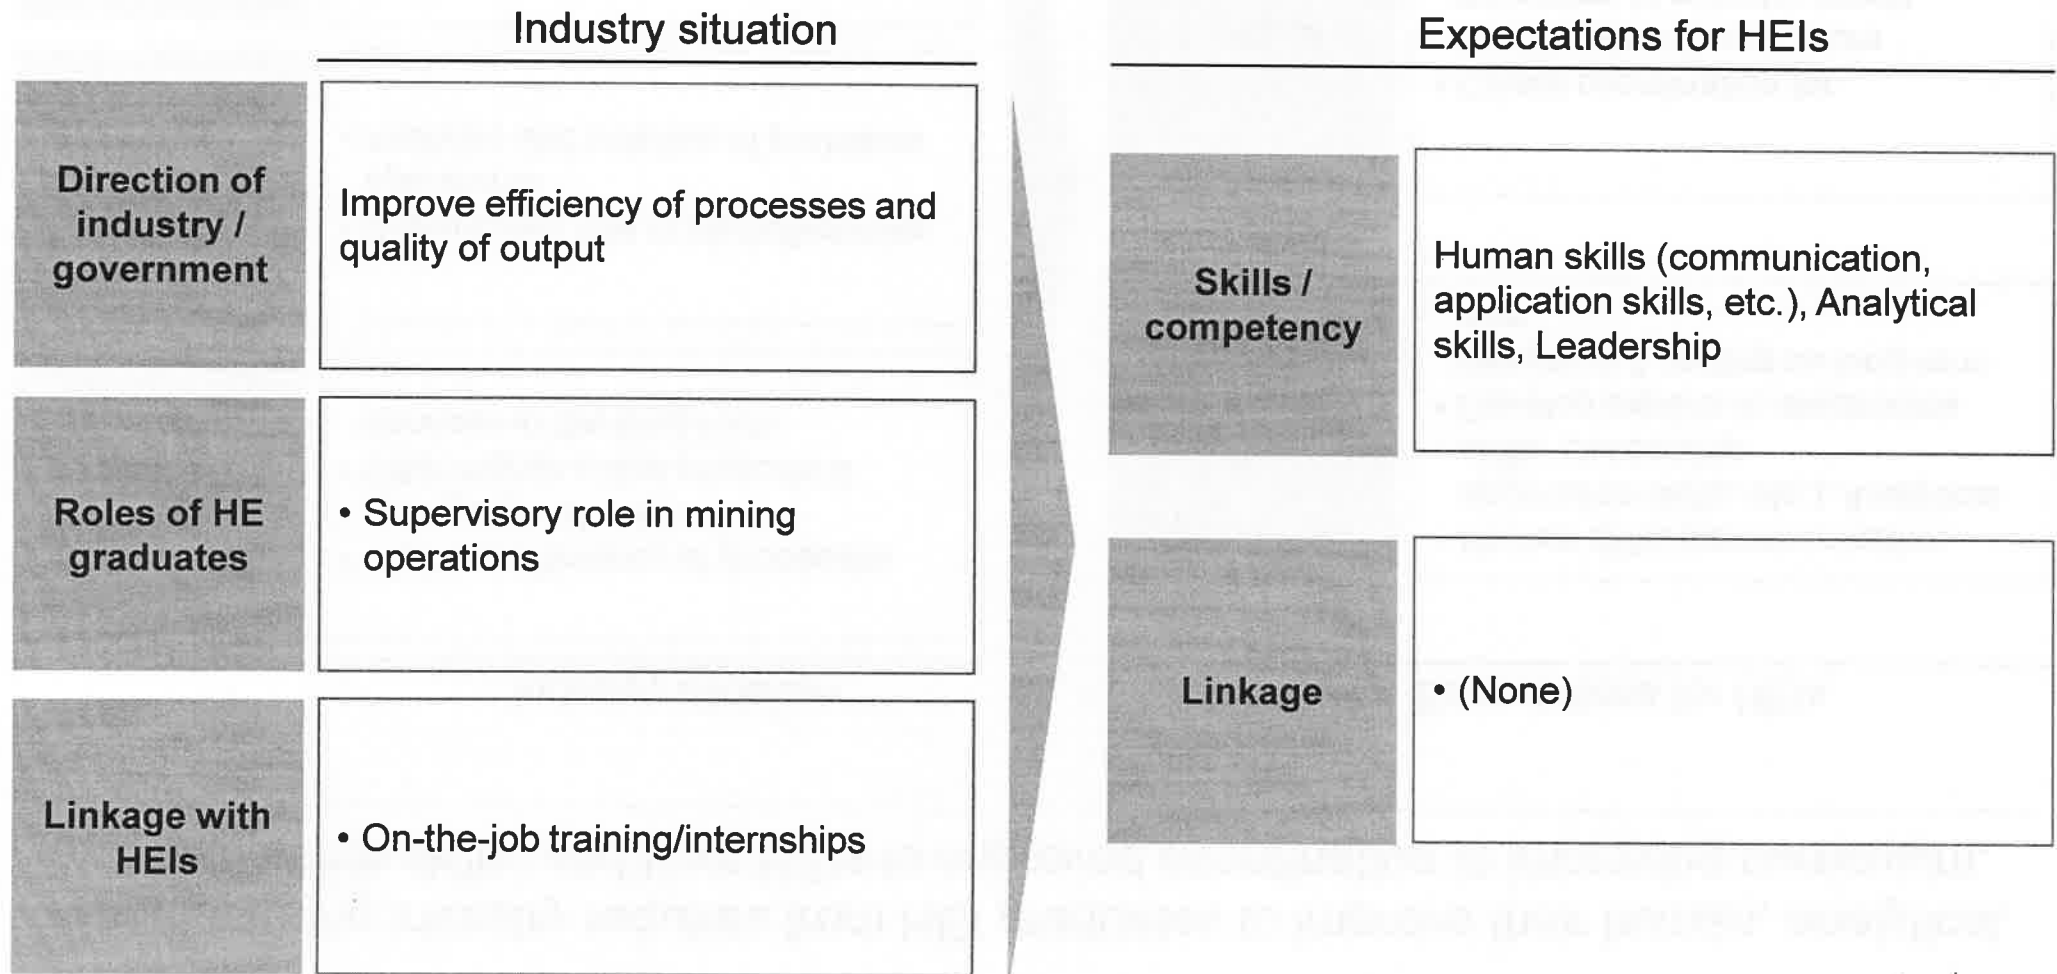 Industry situation
Direction of
industry /
government
Improve efficiency of processes and
quality of output
Roles of HE
graduates
• Supervisory role in mining
operations
Linkage with
HEIs
• On-the-job training/internships
Expectations for HEIs
Skills /
competency
Human skills (communication,
application skills, etc.), Analytical
skills, Leadership
Linkage
• (None)